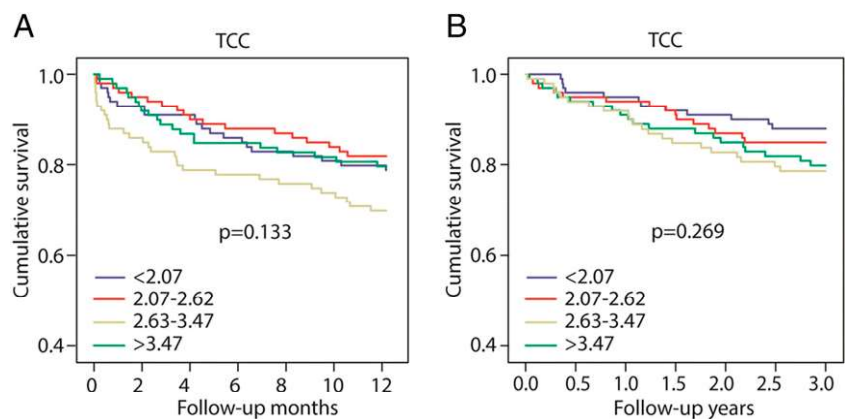 A
TCC
Cumulative survival
1.0
0.8
0.6
0.4
p=0.133
<2.07
2.07-2.62
2.63-3.47
>3.47
0 2 4 6 8 10 12
Follow-up months
B
TCC
Cumulative survival
1.0
0.8
0.6
0.4
p=0.269
<2.07
2.07-2.62
2.63-3.47
>3.47
0.0 0.5 1.0 1.5 2.0 2.5 3.0
Follow-up years